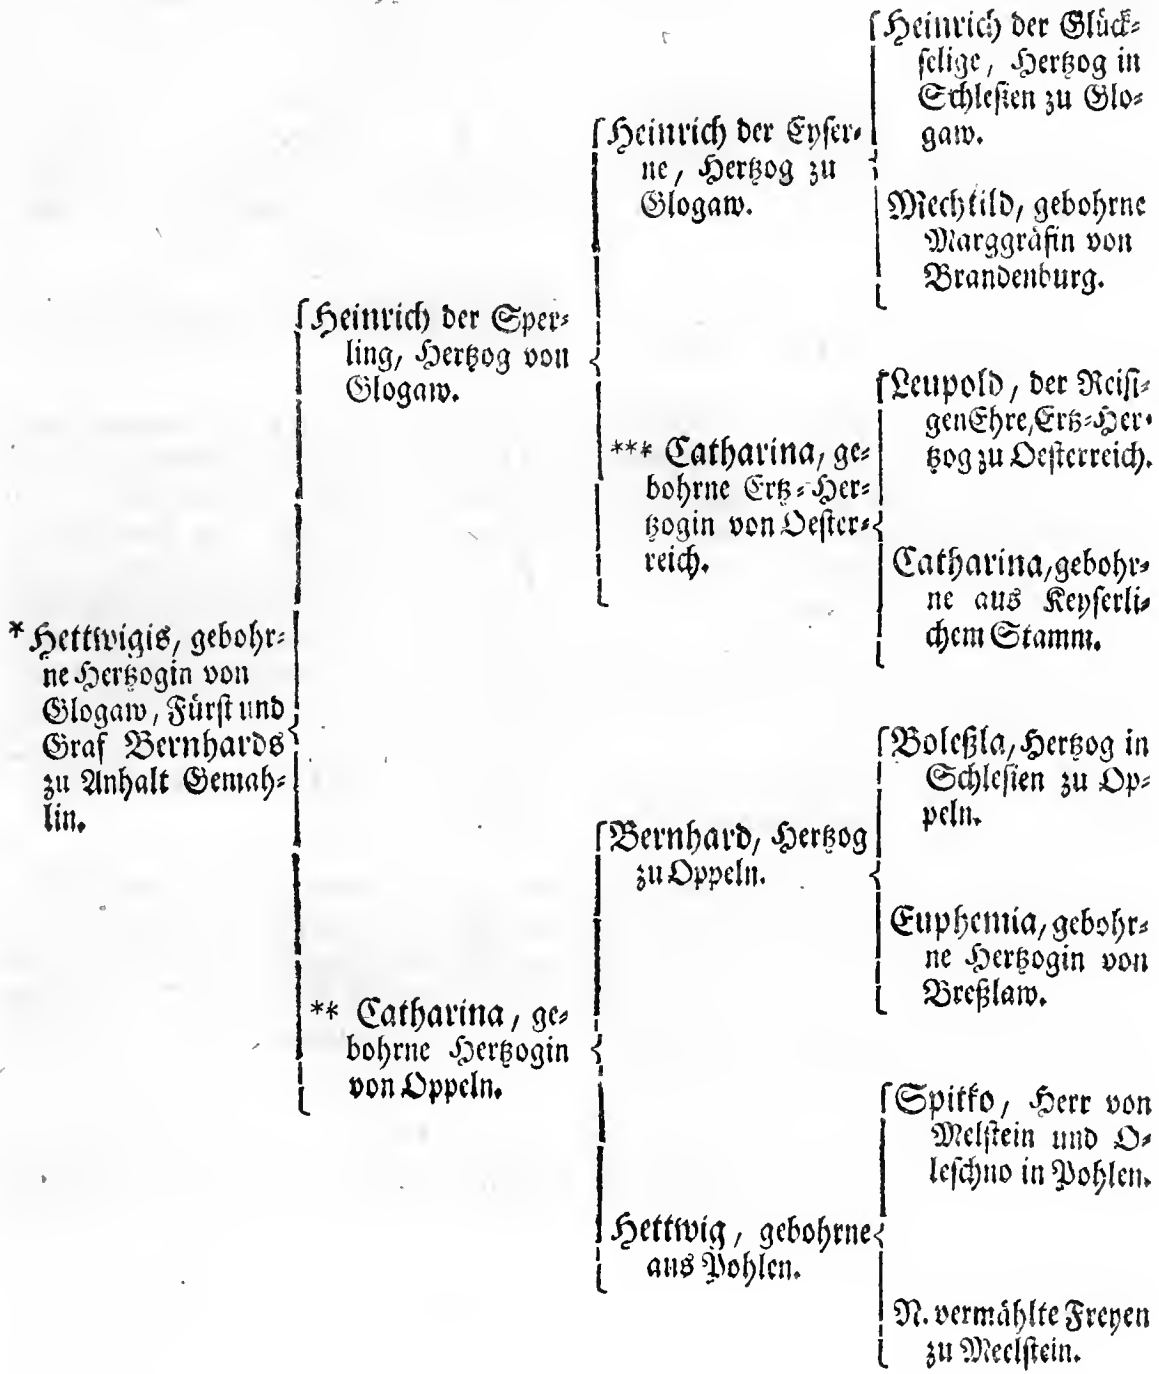 * Hettwigis, gebohr-
ne Hertzogin von
Glogaw, Fürst und
Graf Bernhards
zu Anhalt Gemah-
lin.
Heinrich der Sper-
ling, Hertzog von
Glogaw.
** Catharina, ge-
bohrne Hertzogin
von Oppeln.
Heinrich der Eyser-
ne, Hertzog zu
Glogaw.
*** Catharina, ge-
bohrne Ertz-Her-
tzogin von Oester-
reich.
Bernhard, Hertzog
zu Oppeln.
Hettwig, gebohrne
aus Pohlen.
Heinrich der Glück-
selige, Hertzog in
Schlesien zu Glo-
gaw.
Mechtild, gebohrne
Marggräfin von
Brandenburg.
Leupold, der Reisi-
gen Ehre, Ertz-Her-
tzog zu Oesterreich.
Catharina, gebohr-
ne aus Keyserli-
chem Stamm.
Boleßla, Hertzog in
Schlesien zu Op-
peln.
Euphemia, gebohr-
ne Hertzogin von
Breßlaw.
Spitko, Herr von
Melstein und O-
leschno in Pohlen.
N. vermählte Freyen
zu Meelstein.